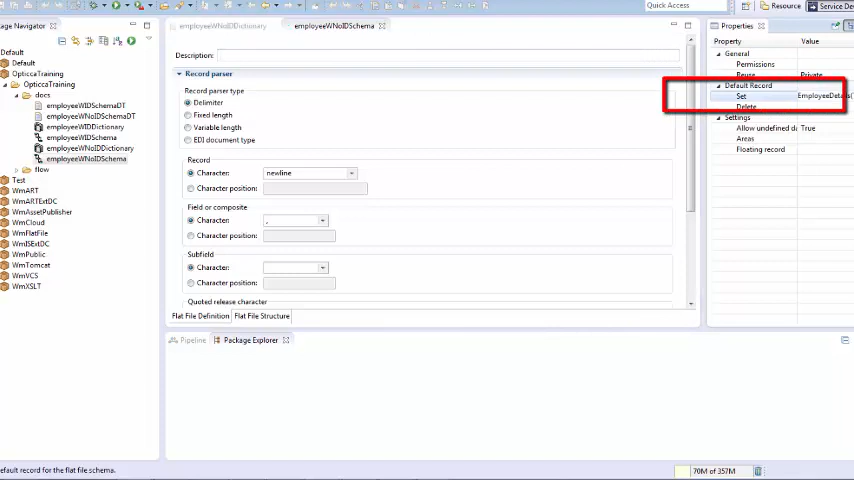 Quick Access
Resource
Service De
kage Navigator
employeeWIDDictionary
employeeWNoIDSchema
Properties
Default
Default
OpticcaTraining
OpticcaTraining
docs
employeeWIDSchemaDT
employeeWNoIDSchemaDT
employeeWIDDictionary
employeeWIDSchema
employeeWNoIDDictionary
employeeWNoIDSchema
flow
Test
WmART
WmARTExtDC
WmAssetPublisher
WmCloud
WmFlatFile
WmISExtDC
WmPublic
WmTomcat
WmVCS
WmXSLT
Description:
Record parser
Record parser type
Delimiter
Fixed length
Variable length
EDI document type
Record
Character: newline
Character position:
Field or composite
Character: ,
Character position:
Subfield
Character:
Character position:
Quoted release character
Flat File Definition Flat File Structure
Property Value
General
Permissions
Reuse Private
Default Record
Set EmployeeDetails(
Delete
Settings
Allow undefined da True
Areas
Floating record
Pipeline Package Explorer
efault record for the flat file schema.
70M of 357M